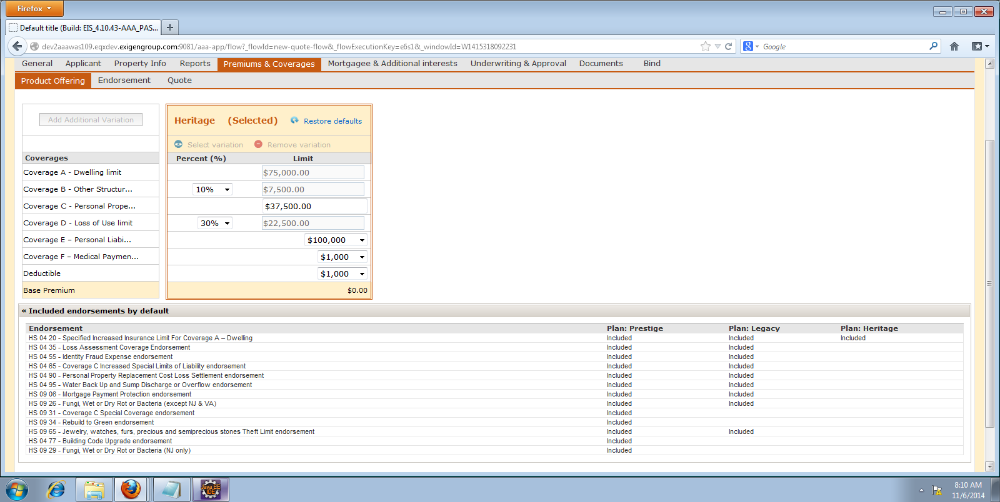 Firefox
Default title (Build: EIS_4.10.43-AAA_PAS...
dev2aaawas109.eqxdev.exigengroup.com:9081/aaa-app/flow?_flowId=new-quote-flow&_flowExecutionKey=e6s1&_windowId=W1415318092231
Google
General Applicant Property Info Reports Premiums & Coverages Mortgagee & Additional interests Underwriting & Approval Documents Bind
Product Offering Endorsement Quote
Add Additional Variation
Heritage (Selected) Restore defaults
Select variation Remove variation
Coverages Percent (%) Limit
Coverage A - Dwelling limit $75,000.00
Coverage B - Other Structur... 10% $7,500.00
Coverage C - Personal Prope... $37,500.00
Coverage D - Loss of Use limit 30% $22,500.00
Coverage E – Personal Liabi... $100,000
Coverage F – Medical Paymen... $1,000
Deductible $1,000
Base Premium $0.00
« Included endorsements by default
Endorsement Plan: Prestige Plan: Legacy Plan: Heritage
HS 04 20 - Specified Increased Insurance Limit For Coverage A – Dwelling Included Included Included
HS 04 35 - Loss Assessment Coverage Endorsement Included Included
HS 04 55 - Identity Fraud Expense endorsement Included Included
HS 04 65 - Coverage C Increased Special Limits of Liability endorsement Included Included
HS 04 90 - Personal Property Replacement Cost Loss Settlement endorsement Included Included
HS 04 95 - Water Back Up and Sump Discharge or Overflow endorsement Included Included
HS 09 06 - Mortgage Payment Protection endorsement Included Included
HS 09 26 - Fungi, Wet or Dry Rot or Bacteria (except NJ & VA) Included Included
HS 09 31 - Coverage C Special Coverage endorsement Included
HS 09 34 - Rebuild to Green endorsement Included
HS 09 65 - Jewelry, watches, furs, precious and semiprecious stones Theft Limit endorsement Included Included
HS 04 77 - Building Code Upgrade endorsement Included
HS 09 29 - Fungi, Wet or Dry Rot or Bacteria (NJ only) Included
Java EE
IDE
8:10 AM
11/6/2014